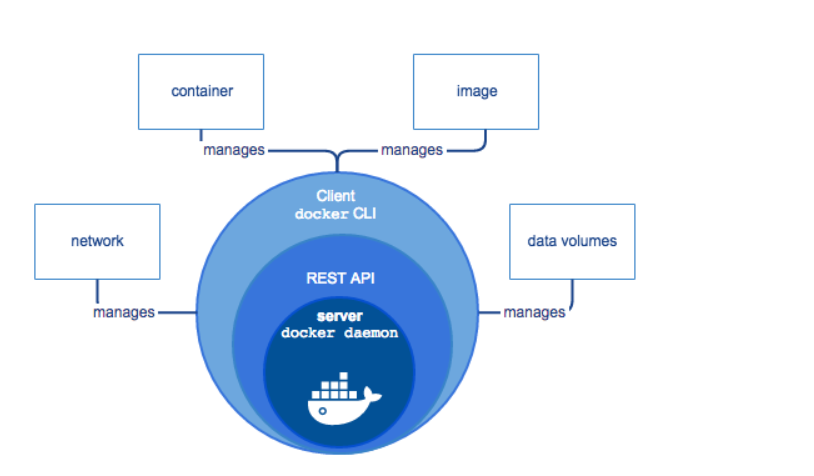 container
image
manages
manages
Client
docker CLI
network
data volumes
REST API
manages
manages
server
docker daemon